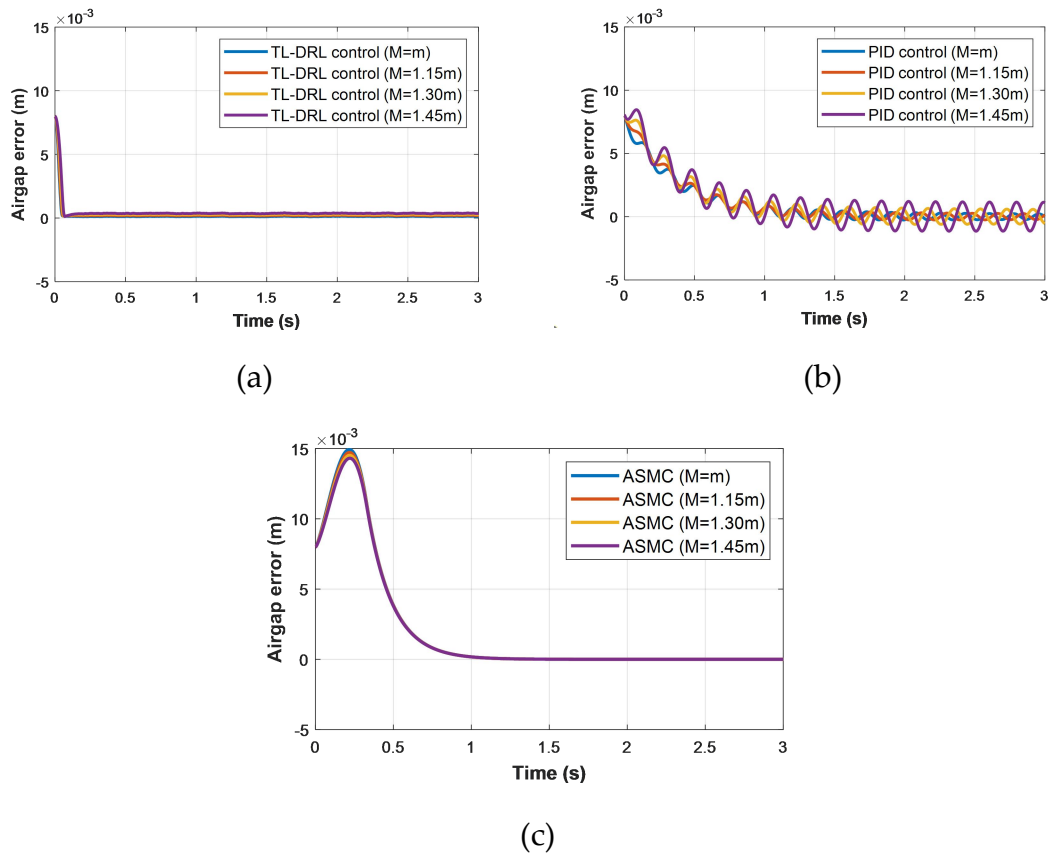 ×10⁻³
15
10
5
0
-5
Airgap error (m)
TL-DRL control (M=m)
TL-DRL control (M=1.15m)
TL-DRL control (M=1.30m)
TL-DRL control (M=1.45m)
0 0.5 1 1.5 2 2.5 3
Time (s)
(a)
×10⁻³
15
10
5
0
-5
Airgap error (m)
PID control (M=m)
PID control (M=1.15m)
PID control (M=1.30m)
PID control (M=1.45m)
0 0.5 1 1.5 2 2.5 3
Time (s)
(b)
×10⁻³
15
10
5
0
-5
Airgap error (m)
ASMC (M=m)
ASMC (M=1.15m)
ASMC (M=1.30m)
ASMC (M=1.45m)
0 0.5 1 1.5 2 2.5 3
Time (s)
(c)